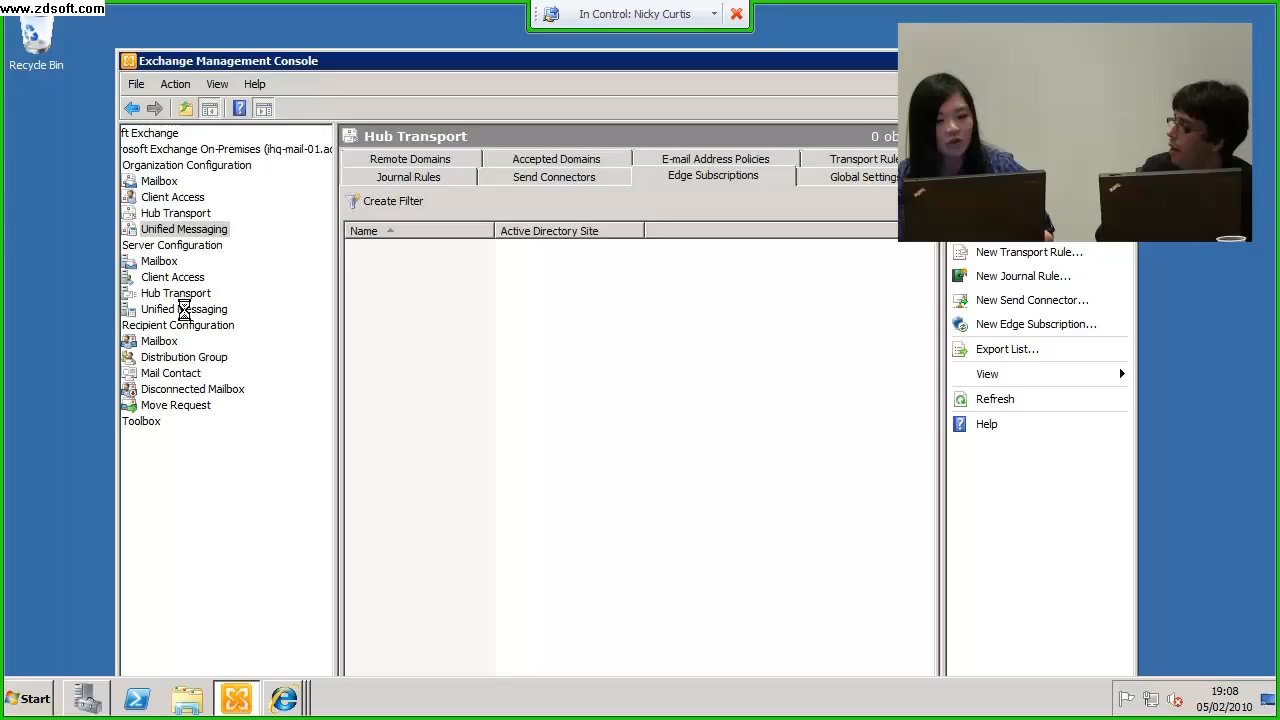 www.zdsoft.com
In Control: Nicky Curtis
Recycle Bin
Exchange Management Console
File Action View Help
ft Exchange
osoft Exchange On-Premises (ihq-mail-01.ac
Organization Configuration
Mailbox
Client Access
Hub Transport
Unified Messaging
Server Configuration
Mailbox
Client Access
Hub Transport
Unified Messaging
Recipient Configuration
Mailbox
Distribution Group
Mail Contact
Disconnected Mailbox
Move Request
Toolbox
Hub Transport 0 ob
Remote Domains Accepted Domains E-mail Address Policies Transport Rule
Journal Rules Send Connectors Edge Subscriptions Global Settings
Create Filter
Name Active Directory Site
New Transport Rule...
New Journal Rule...
New Send Connector...
New Edge Subscription...
Export List...
View
Refresh
Help
Start
19:08
05/02/2010